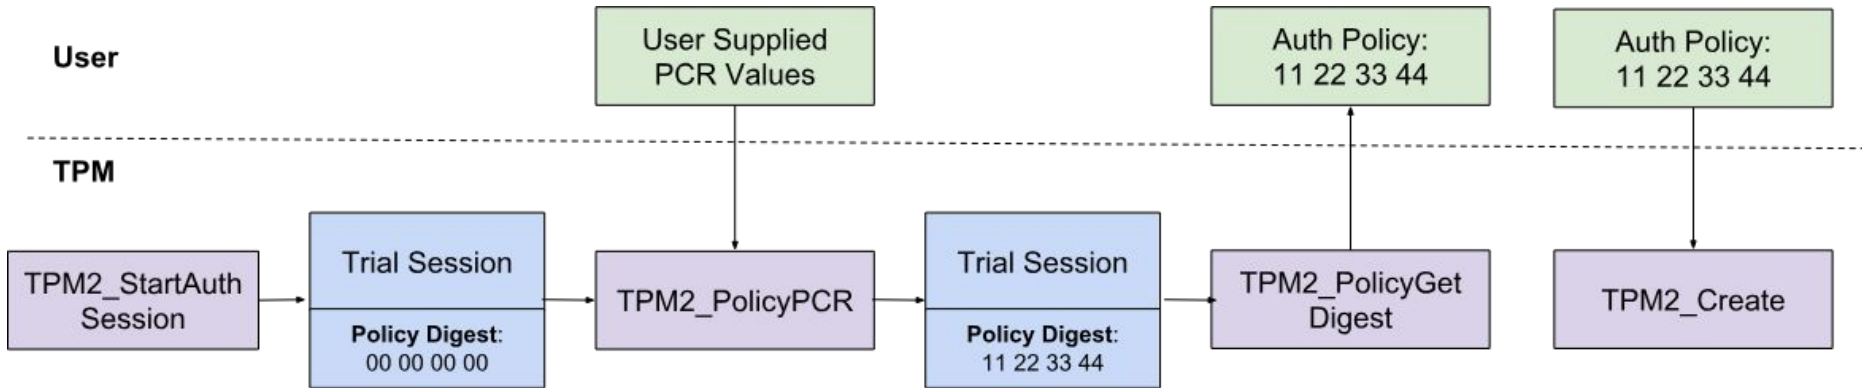 User
User Supplied
PCR Values
Auth Policy:
11 22 33 44
Auth Policy:
11 22 33 44
TPM
TPM2_StartAuth
Session
Trial Session
Policy Digest:
00 00 00 00
TPM2_PolicyPCR
Trial Session
Policy Digest:
11 22 33 44
TPM2_PolicyGet
Digest
TPM2_Create